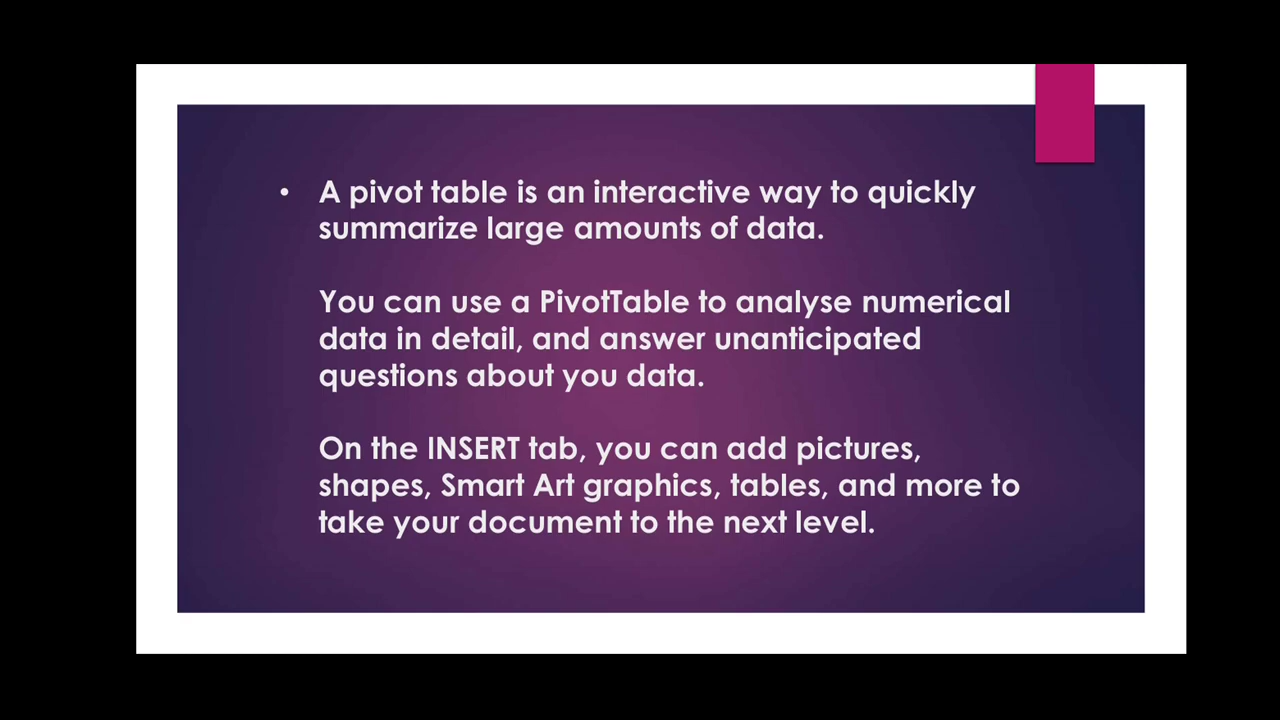 • A pivot table is an interactive way to quickly
summarize large amounts of data.
You can use a PivotTable to analyse numerical
data in detail, and answer unanticipated
questions about you data.
On the INSERT tab, you can add pictures,
shapes, Smart Art graphics, tables, and more to
take your document to the next level.